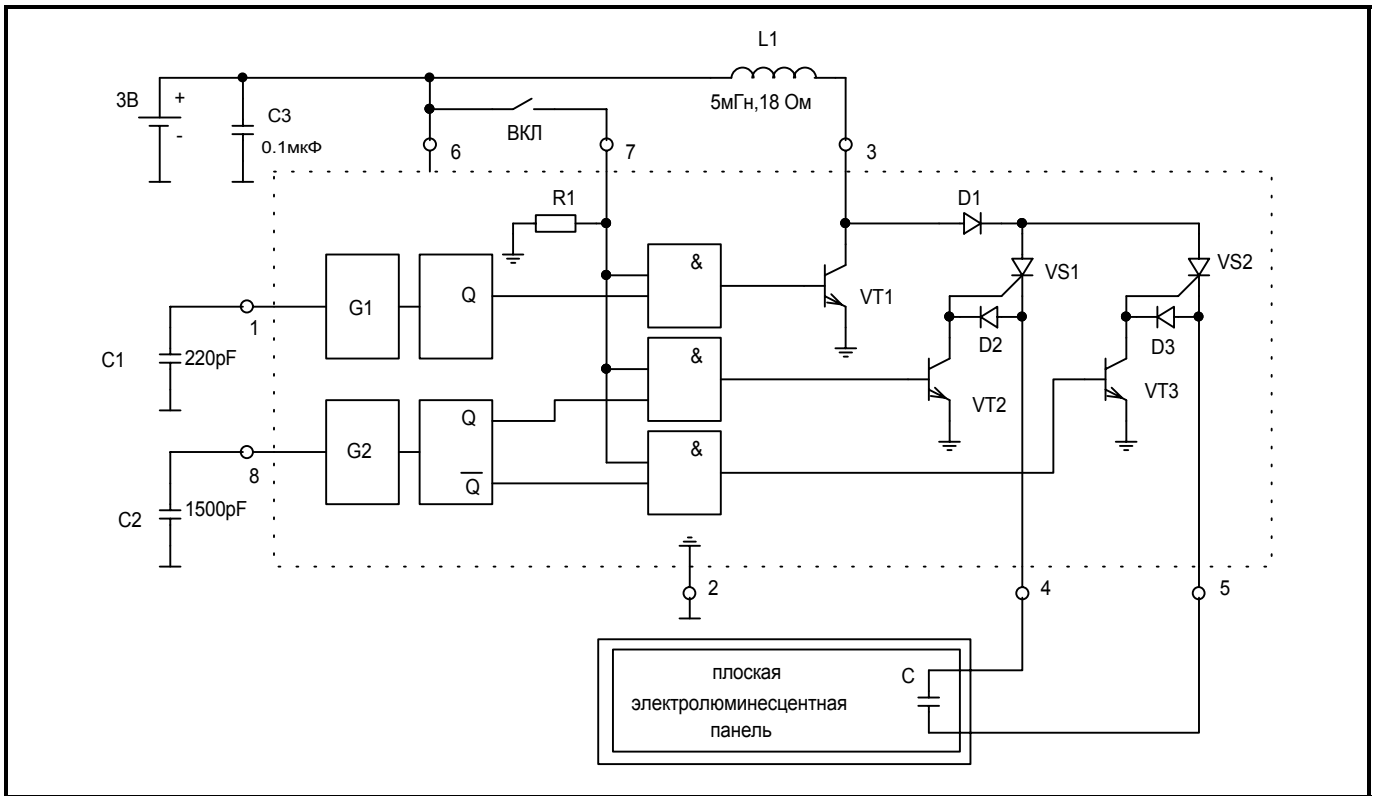 L1
3В
+
-
C3
0.1мкФ
ВКЛ
5мГн,18 Ом
6
7
3
R1
D1
&
VS1
VS2
G1
Q
VT1
1
C1
220pF
D2
D3
&
VT2
VT3
G2
Q
Q
&
8
C2
1500pF
2
4
5
плоская
C
электролюминесцентная
панель